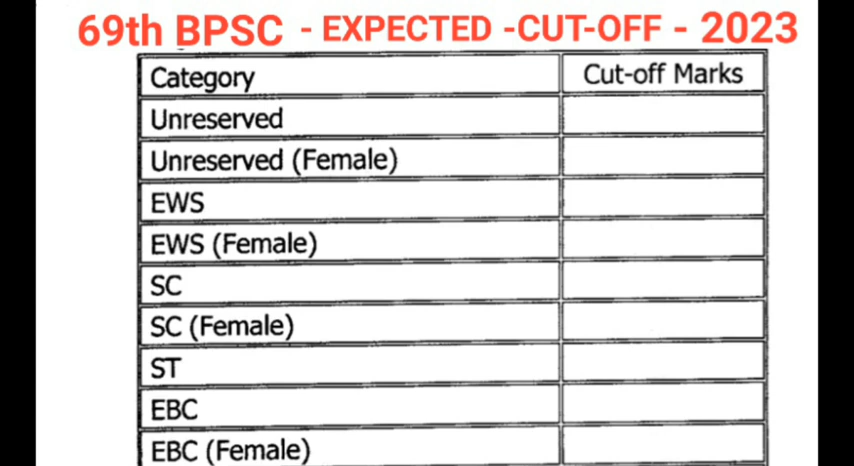 69th BPSC - EXPECTED -CUT-OFF - 2023
Category Cut-off Marks
Unreserved
Unreserved (Female)
EWS
EWS (Female)
SC
SC (Female)
ST
EBC
EBC (Female)